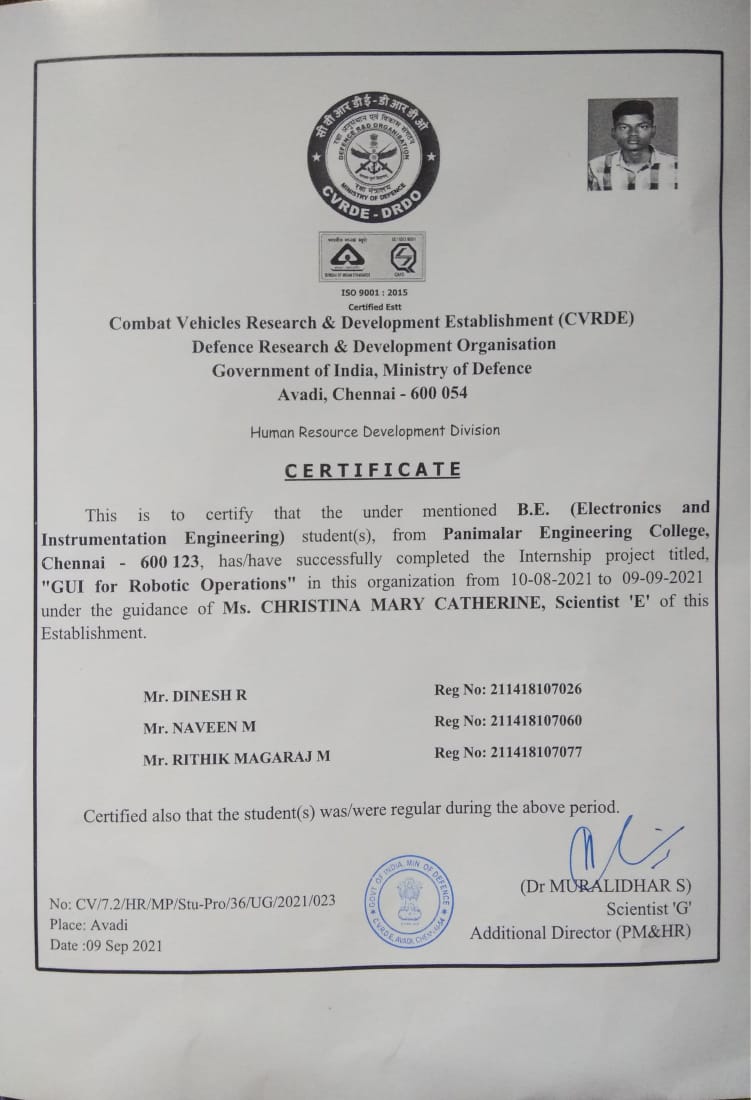 सी वी आर डी ई - डी आर डी ओ
रक्षा अनुसंधान एवं विकास संगठन
DEFENCE R&D ORGANISATION
रक्षा मंत्रालय
MINISTRY OF DEFENCE
CVRDE - DRDO
ISO 9001 : 2015
Certified Estt
Combat Vehicles Research & Development Establishment (CVRDE)
Defence Research & Development Organisation
Government of India, Ministry of Defence
Avadi, Chennai - 600 054
Human Resource Development Division
CERTIFICATE
This is to certify that the under mentioned B.E. (Electronics and
Instrumentation Engineering) student(s), from Panimalar Engineering College,
Chennai - 600 123, has/have successfully completed the Internship project titled,
"GUI for Robotic Operations" in this organization from 10-08-2021 to 09-09-2021
under the guidance of Ms. CHRISTINA MARY CATHERINE, Scientist 'E' of this
Establishment.
Mr. DINESH R Reg No: 211418107026
Mr. NAVEEN M Reg No: 211418107060
Mr. RITHIK MAGARAJ M Reg No: 211418107077
Certified also that the student(s) was/were regular during the above period.
(Dr MURALIDHAR S)
Scientist 'G'
Additional Director (PM&HR)
GOVT OF INDIA. MIN OF DEFENCE
C.V.R.D.E, AVADI, CHENNAI-54
No: CV/7.2/HR/MP/Stu-Pro/36/UG/2021/023
Place: Avadi
Date :09 Sep 2021